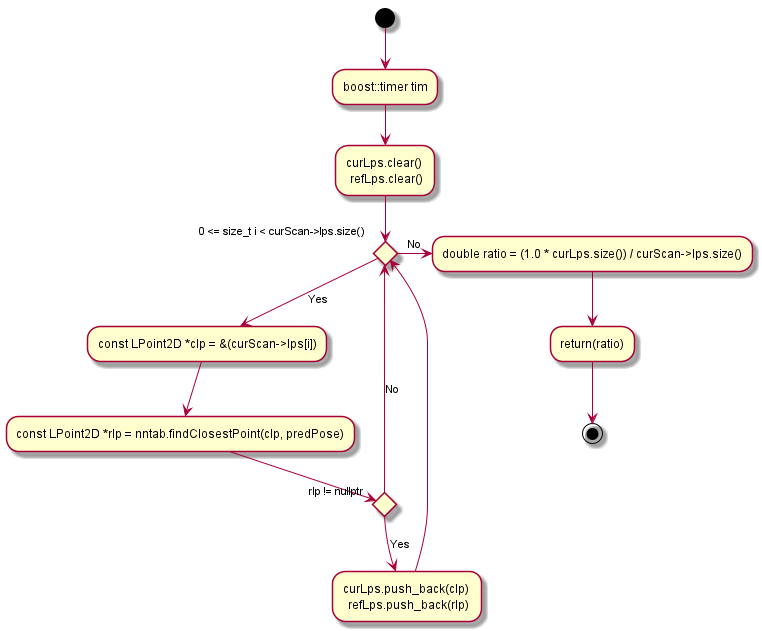 boost::timer tim
curLps.clear()
refLps.clear()
0 <= size_t i < curScan->lps.size()
No
double ratio = (1.0 * curLps.size()) / curScan->lps.size()
Yes
const LPoint2D *clp = &(curScan->lps[i])
return(ratio)
No
const LPoint2D *rlp = nntab.findClosestPoint(clp, predPose)
rlp != nullptr
Yes
curLps.push_back(clp)
refLps.push_back(rlp)